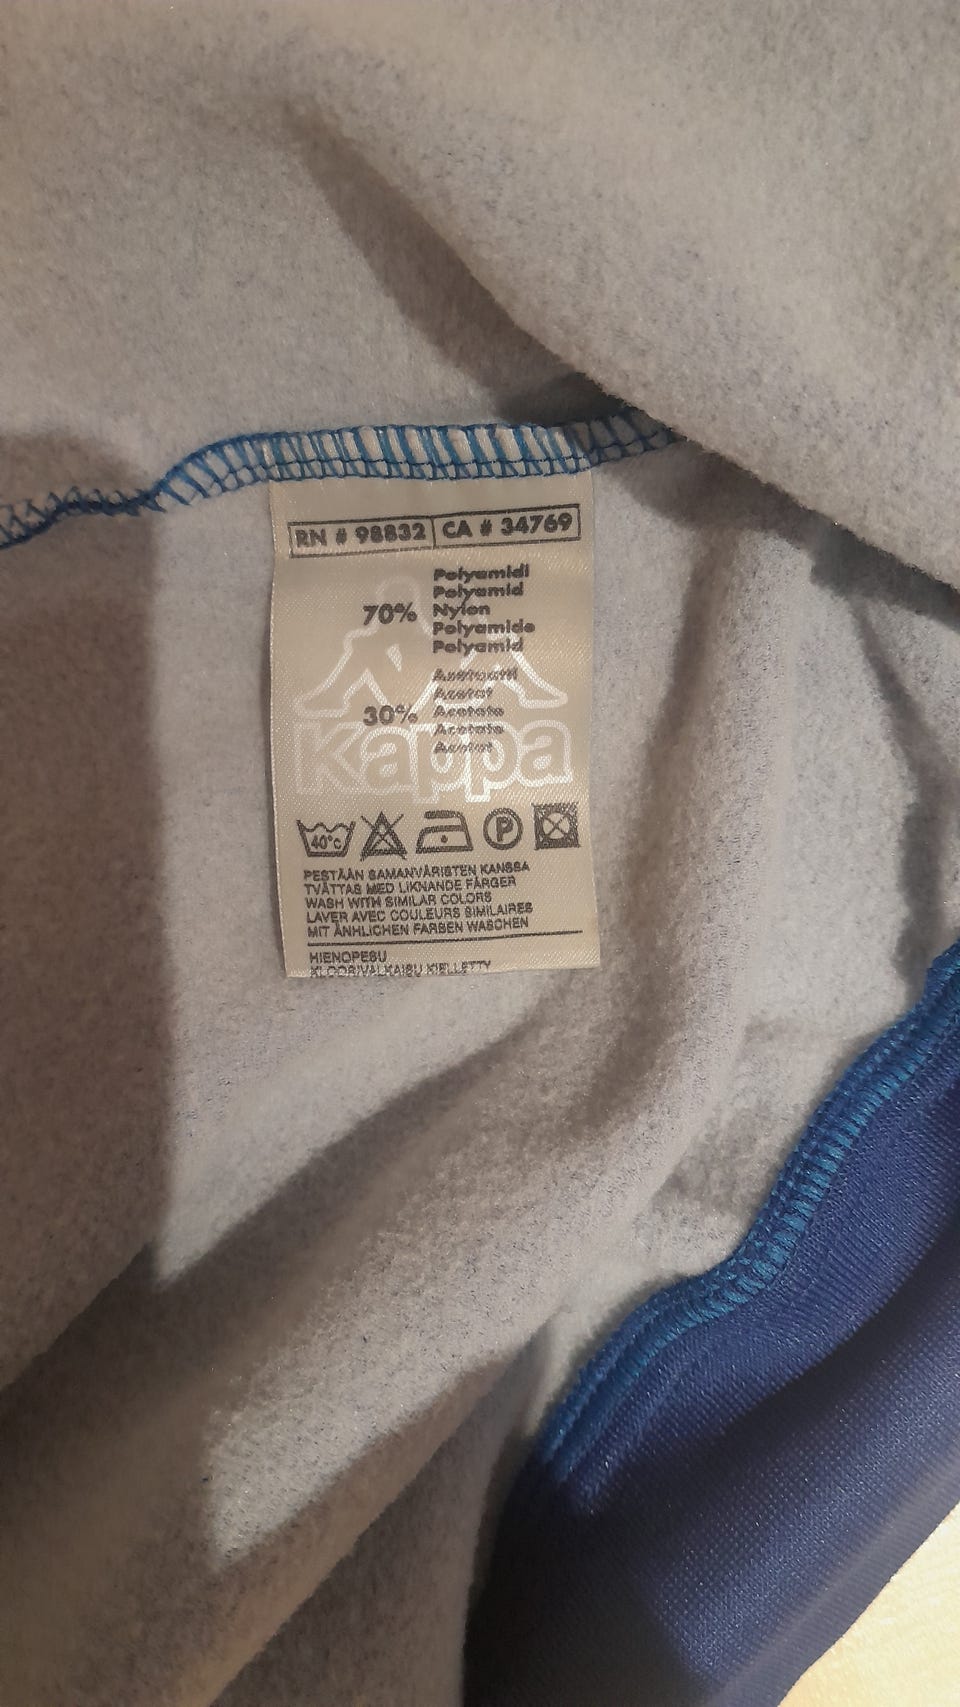 RN # 98832 CA # 34769
Polyamidi
Polyamid
70% Nylon
Polyamide
Polyamid
Asetaatti
Acetat
30% Acetate
Acetate
Acetat
Kappa
40°c P
PESTÄÄN SAMANVÄRISTEN KANSSA
TVÄTTAS MED LIKNANDE FÄRGER
WASH WITH SIMILAR COLORS
LAVER AVEC COULEURS SIMILAIRES
MIT ÄNHLICHEN FARBEN WASCHEN
HIENOPESU
KLOORIVALKAISU KIELLETTY